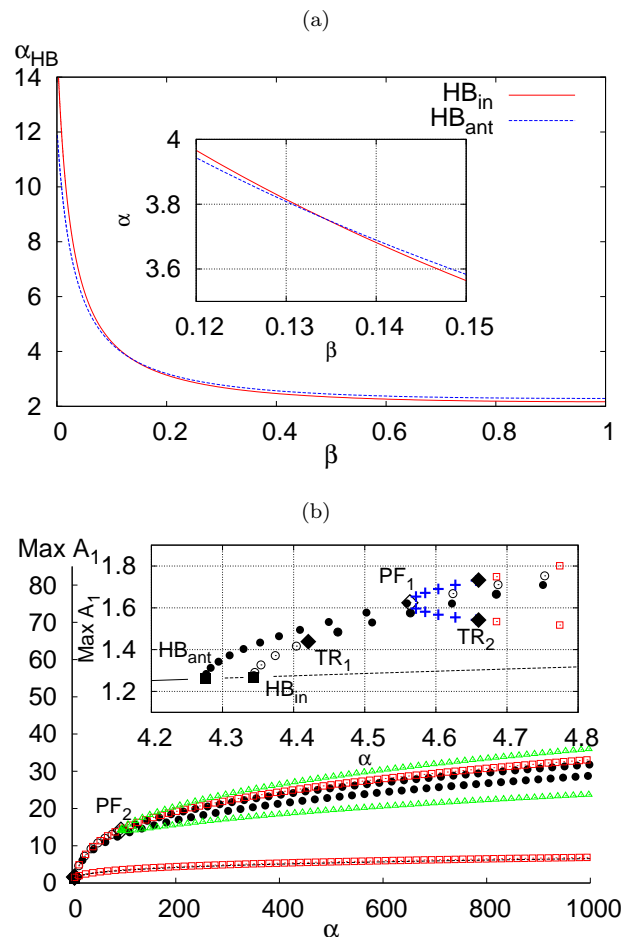 (a)
α_HB
14
12
10
8
6
4
2
HB_in
HB_ant
4
3.8
3.6
α
0.12 0.13 0.14 0.15
β
0 0.2 0.4 0.6 0.8 1
β
(b)
Max A_1
80
70
60
50
40
30
20
10
0
1.8
1.6
1.4
1.2
Max A_1
PF_1
TR_2
HB_ant
TR_1
HB_in
4.2 4.3 4.4 4.5 4.6 4.7 4.8
α
PF_2
0 200 400 600 800 1000
α